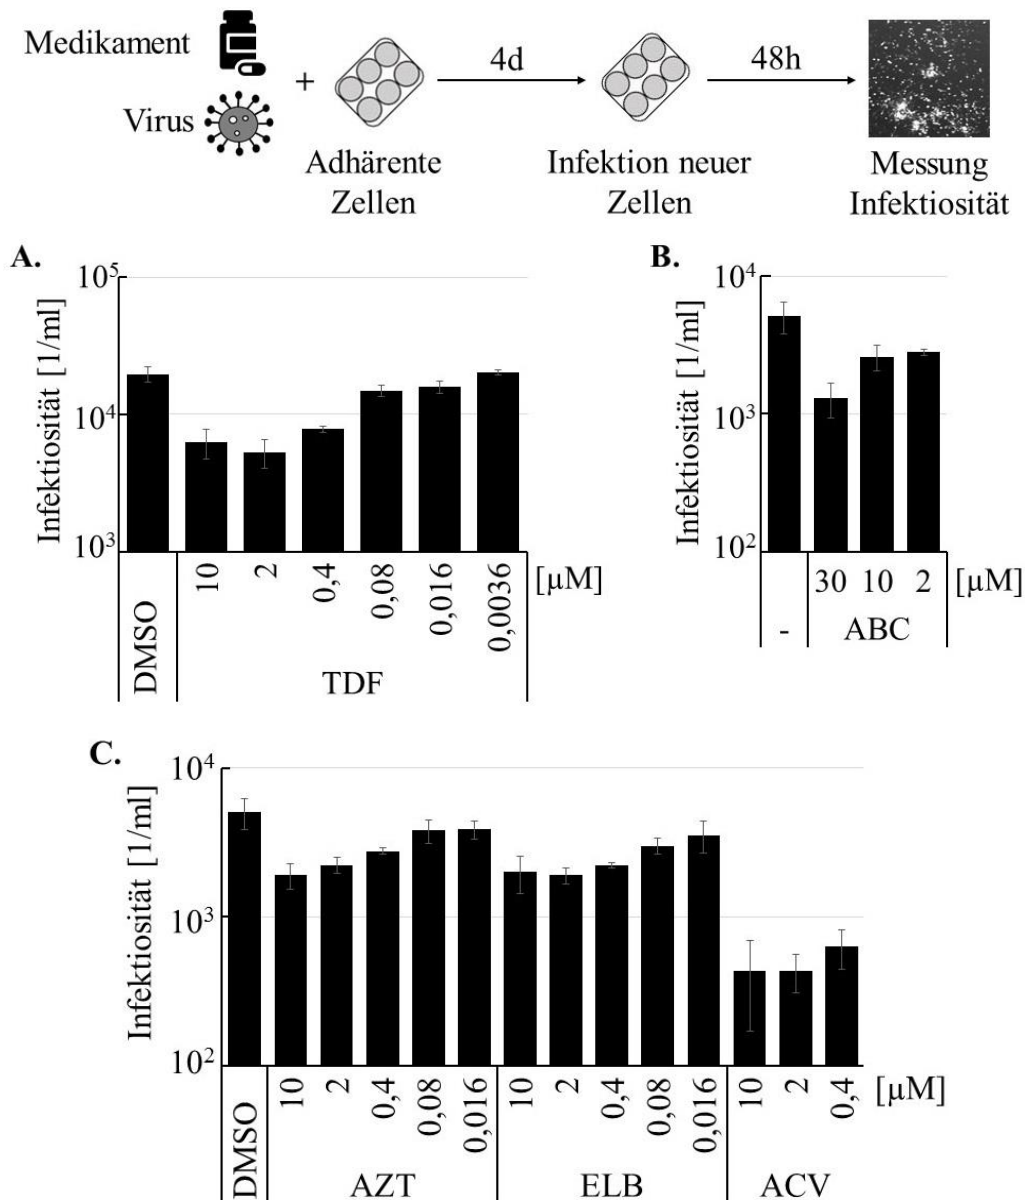 Medikament
Virus
+
4d
48h
Adhärente
Zellen
Infektion neuer
Zellen
Messung
Infektiosität
A.
Infektiosität [1/ml]
10⁵
10⁴
10³
DMSO
10
2
0,4
0,08
0,016
0,0036
[µM]
TDF
B.
Infektiosität [1/ml]
10⁴
10³
10²
-
30 10 2 [µM]
ABC
C.
Infektiosität [1/ml]
10⁴
10³
10²
DMSO
10
2
0,4
0,08
0,016
10
2
0,4
0,08
0,016
10
2
0,4
[µM]
AZT ELB ACV